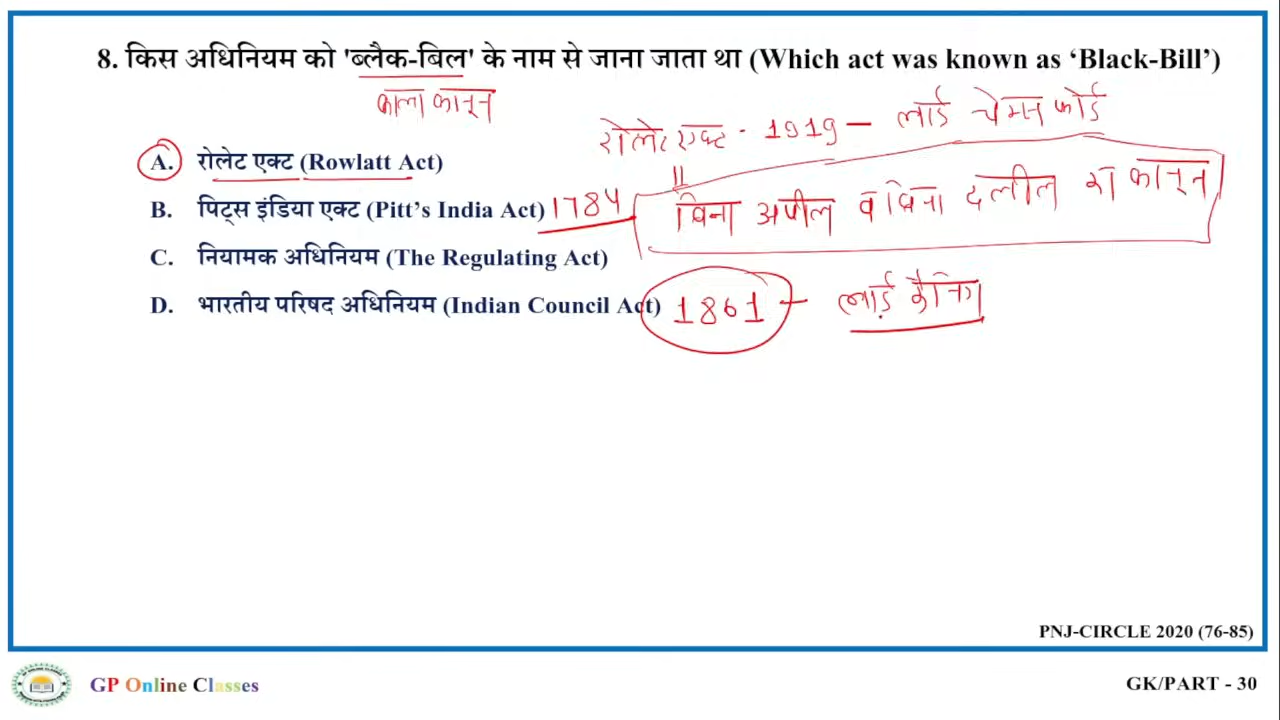 8. किस अधिनियम को 'ब्लैक-बिल' के नाम से जाना जाता था (Which act was known as ‘Black-Bill’)
काला कानून
रोलेट एक्ट - 1919 — लार्ड चेम्स फोर्ड
A. रोलेट एक्ट (Rowlatt Act)
बिना अपील व बिना दलील का कानून
B. पिट्स इंडिया एक्ट (Pitt’s India Act) 1784
C. नियामक अधिनियम (The Regulating Act)
D. भारतीय परिषद अधिनियम (Indian Council Act) 1861 — लार्ड कैनिंग
PNJ-CIRCLE 2020 (76-85)
GP Online Classes
GK/PART - 30